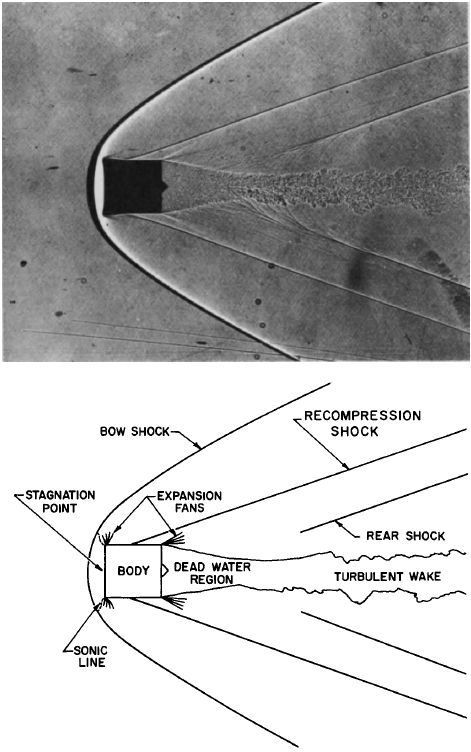 BOW SHOCK
RECOMPRESSION
SHOCK
STAGNATION
POINT
EXPANSION
FANS
REAR SHOCK
BODY
DEAD WATER
REGION
TURBULENT WAKE
SONIC
LINE